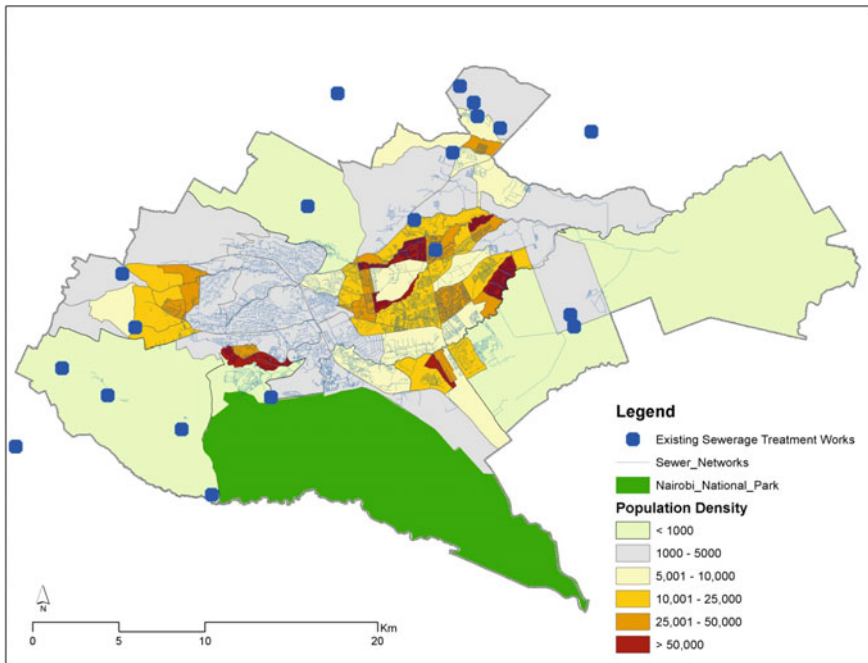 Legend
Existing Sewerage Treatment Works
Sewer_Networks
Nairobi_National_Park
Population Density
< 1000
1000 - 5000
5,001 - 10,000
10,001 - 25,000
25,001 - 50,000
> 50,000
N
Km
0 5 10 20